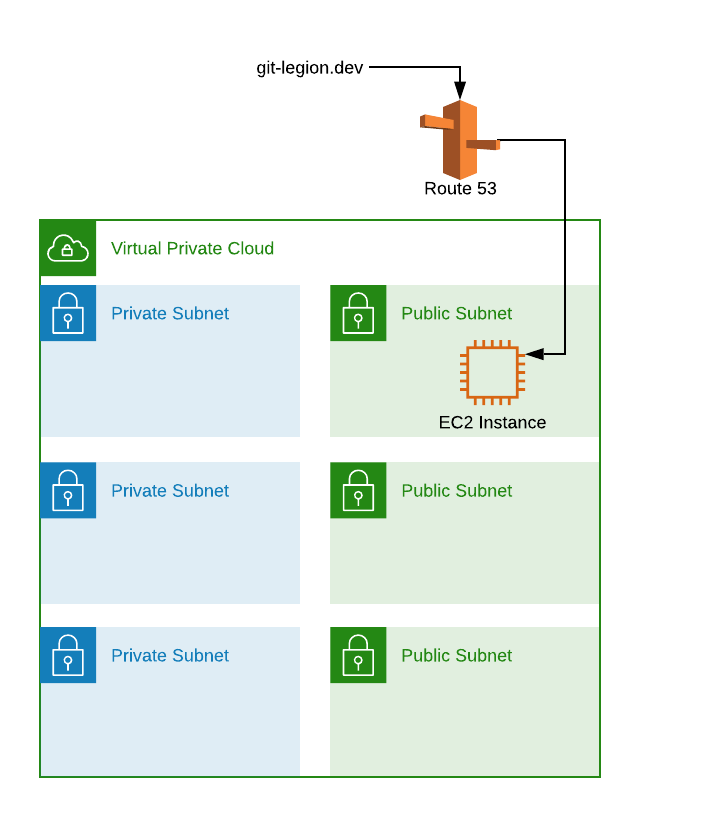 git-legion.dev
Route 53
Virtual Private Cloud
Private Subnet
Public Subnet
EC2 Instance
Private Subnet
Public Subnet
Private Subnet
Public Subnet